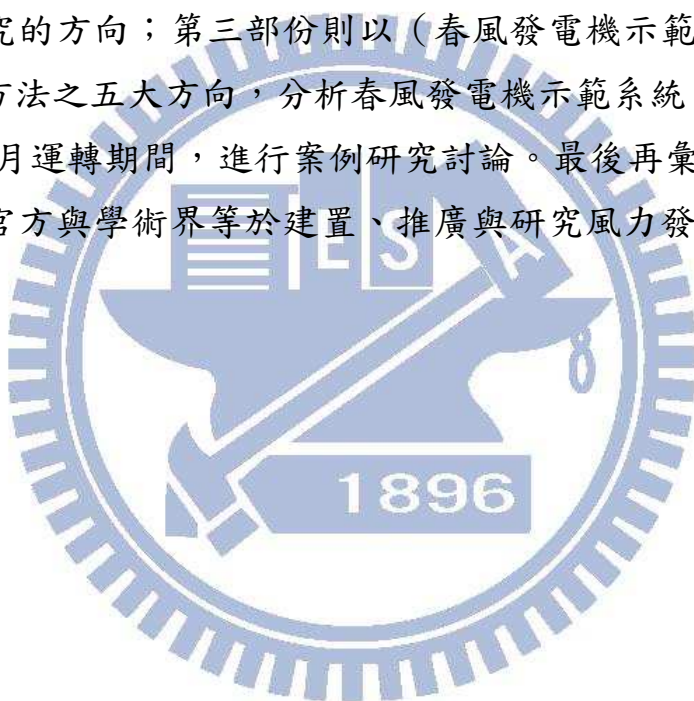 究的方向；第三部份則以（春風發電機示範
方法之五大方向，分析春風發電機示範系統
月運轉期間，進行案例研究討論。最後再彙
官方與學術界等於建置、推廣與研究風力發
E S A
1896